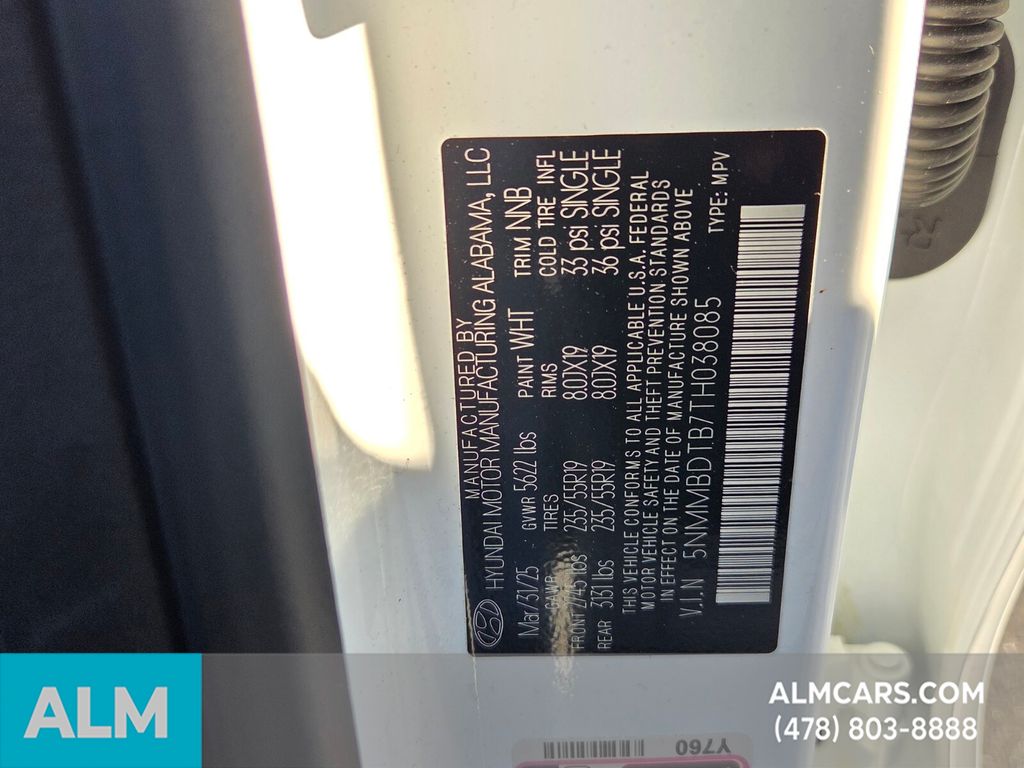 MANUFACTURED BY
HYUNDAI MOTOR MANUFACTURING ALABAMA, LLC
Mar/31/25 GVWR 5622 lbs PAINT WHT TRIM NNB
GAWR TIRES RIMS COLD TIRE INFL
FRONT 2745 lbs 235/55R19 8.0JX19 33 psi SINGLE
REAR 3131 lbs 235/55R19 8.0JX19 36 psi SINGLE
THIS VEHICLE CONFORMS TO ALL APPLICABLE U.S.A. FEDERAL
MOTOR VEHICLE SAFETY AND THEFT PREVENTION STANDARDS
IN EFFECT ON THE DATE OF MANUFACTURE SHOWN ABOVE
V.I.N 5NMMBDTB7TH038085 TYPE: MPV
Y760
ALM
ALMCARS.COM
(478) 803-8888